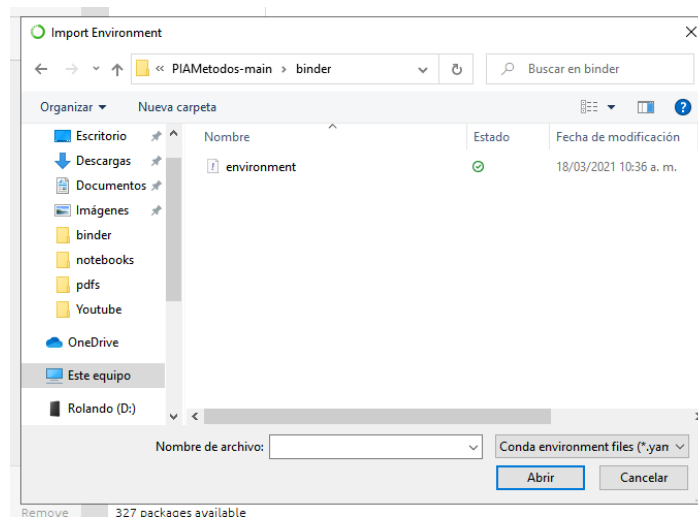 Import Environment
« PIAMetodos-main > binder
Buscar en binder
Organizar
Nueva carpeta
Nombre
Estado
Fecha de modificación
environment
18/03/2021 10:36 a. m.
Escritorio
Descargas
Documentos
Imágenes
binder
notebooks
pdfs
Youtube
OneDrive
Este equipo
Rolando (D:)
Nombre de archivo:
Conda environment files (*.yam
Abrir
Cancelar
Remove
327 packages available